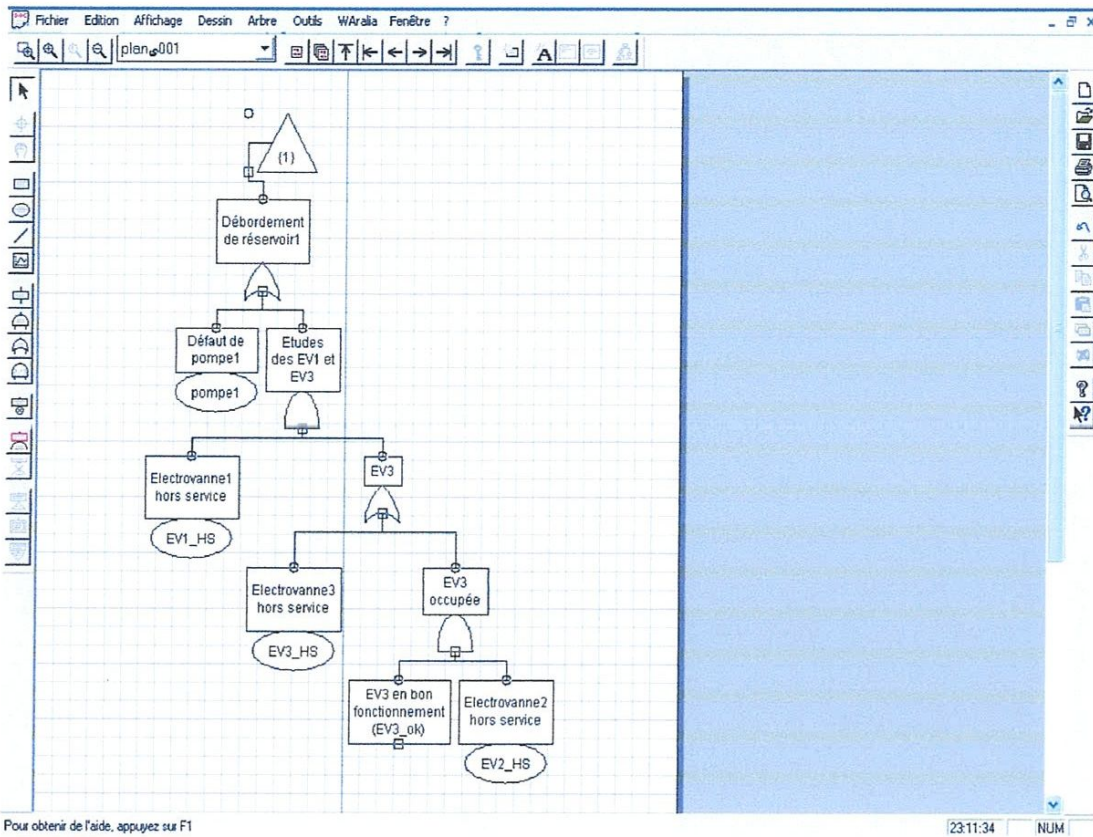 Fichier Edition Affichage Dessin Arbre Outils WAralia Fenêtre ?
plan 001
A
{1}
Débordement
de réservoir1
Défaut de
pompe1
pompe1
Etudes
des EV1 et
EV3
Electrovanne1
hors service
EV1_HS
EV3
Electrovanne3
hors service
EV3_HS
EV3
occupée
EV3 en bon
fonctionnement
(EV3_ok)
Electrovanne2
hors service
EV2_HS
Pour obtenir de l'aide, appuyez sur F1
23:11:34 NUM